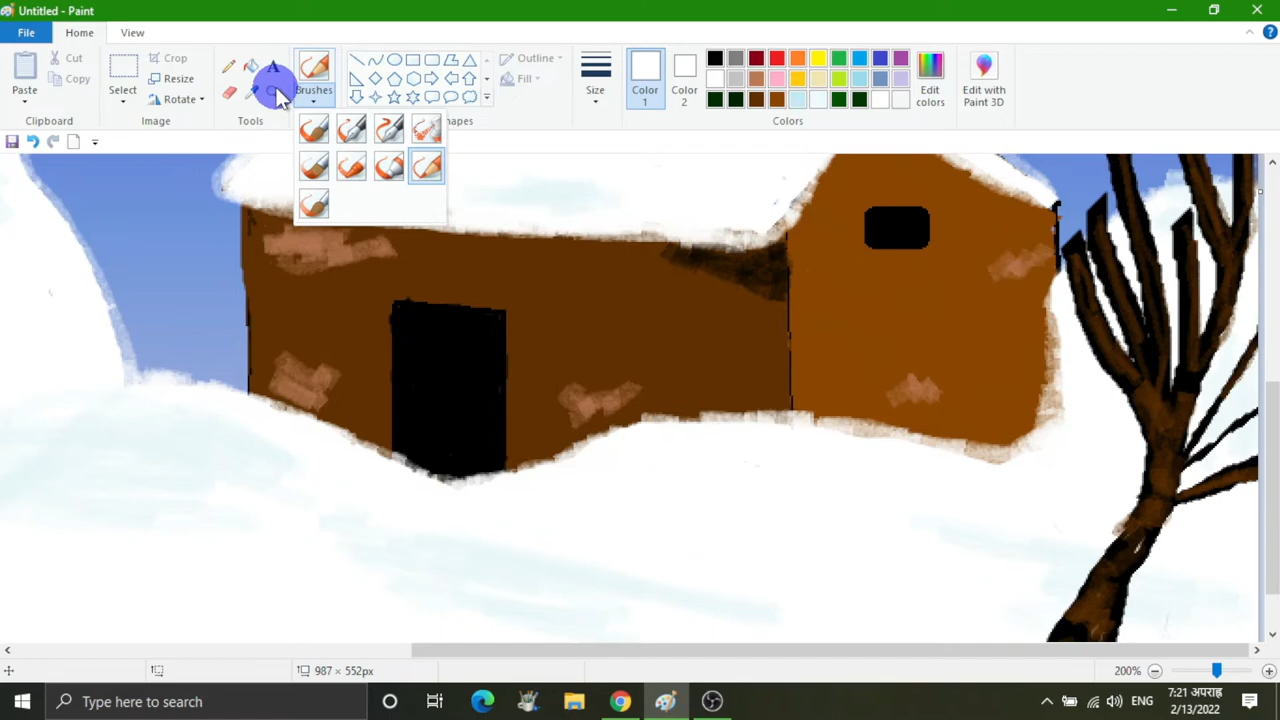 Untitled - Paint
File
Home
View
Paste
Cut
Copy
Clipboard
Select
Crop
Resize
Rotate
Image
A
Tools
Brushes
Outline
Fill
Shapes
Size
Color 1
Color 2
Edit colors
Colors
Edit with Paint 3D
987 × 552px
200%
Type here to search
ENG
7:21 अपराह्न
2/13/2022